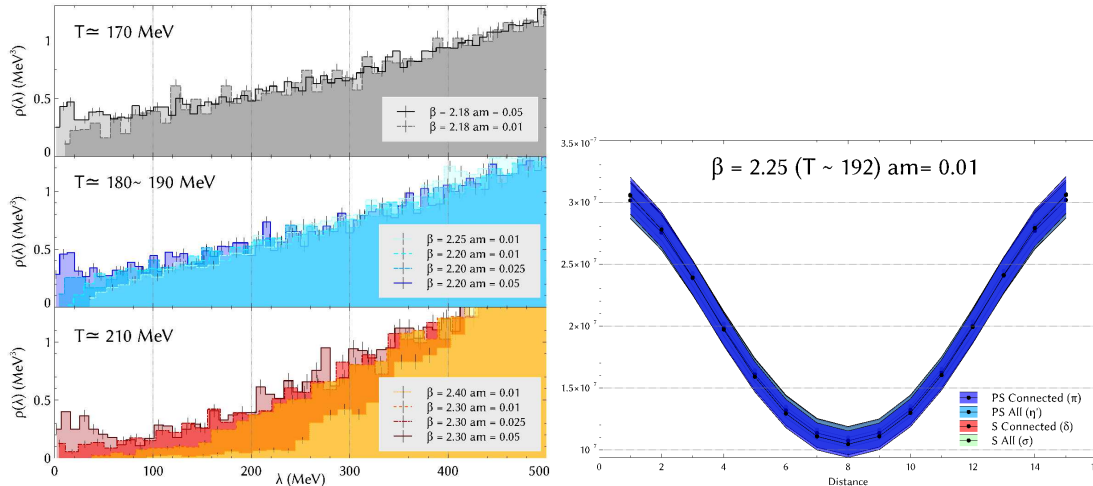 T≃ 170 MeV
ρ(λ) (MeV³)
1
0.5
0
β = 2.18 am = 0.05
β = 2.18 am = 0.01
T≃ 180~ 190 MeV
ρ(λ) (MeV³)
1
0.5
0
β = 2.25 am = 0.01
β = 2.20 am = 0.01
β = 2.20 am = 0.025
β = 2.20 am = 0.05
T≃ 210 MeV
ρ(λ) (MeV³)
1
0.5
0
β = 2.40 am = 0.01
β = 2.30 am = 0.01
β = 2.30 am = 0.025
β = 2.30 am = 0.05
0 100 200 300 400 500
λ (MeV)
β = 2.25 (T ~ 192) am= 0.01
3.5×10⁻⁷
3×10⁻⁷
2.5×10⁻⁷
2×10⁻⁷
1.5×10⁻⁷
10⁻⁷
PS Connected (π)
PS All (η′)
S Connected (δ)
S All (σ)
0 2 4 6 8 10 12 14
Distance